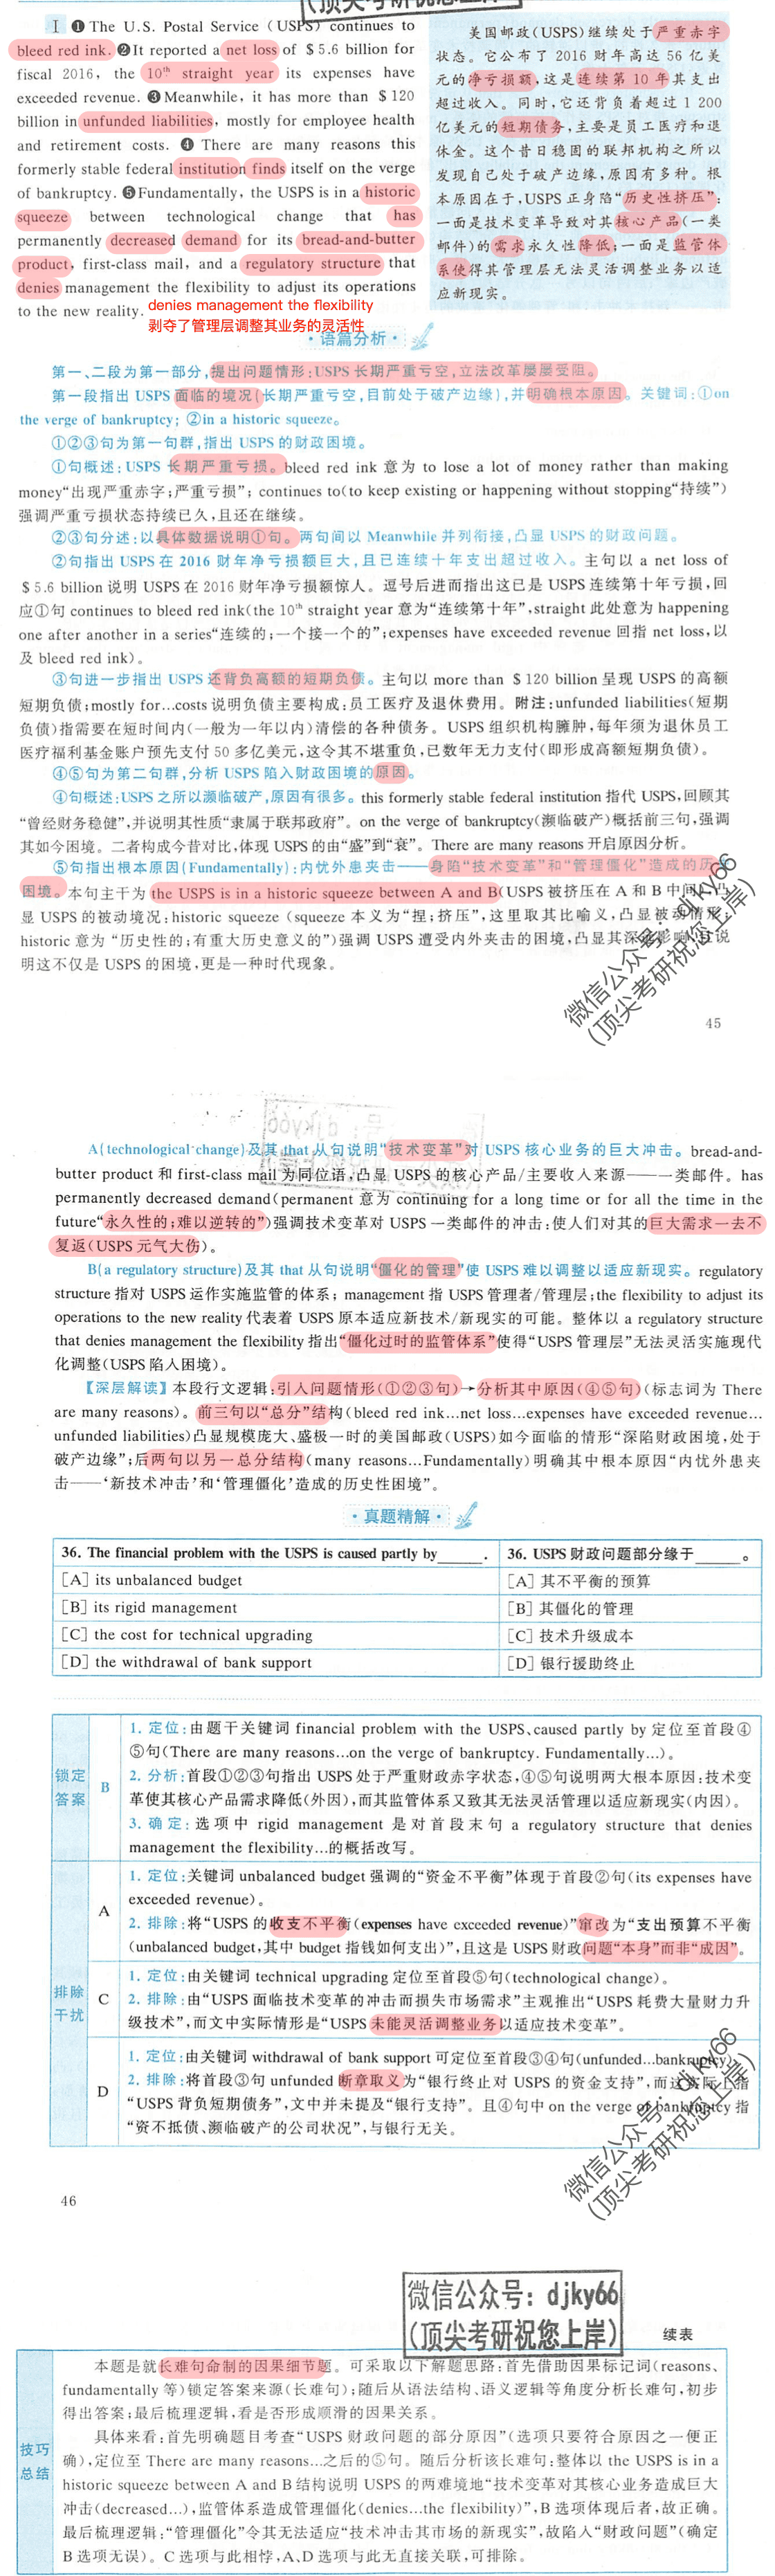 (顶尖考研祝您上岸)
I ❶ The U.S. Postal Service (USPS) continues to
bleed red ink. ❷It reported a net loss of $5.6 billion for
fiscal 2016, the 10th straight year its expenses have
exceeded revenue. ❸Meanwhile, it has more than $120
billion in unfunded liabilities, mostly for employee health
and retirement costs. ❹ There are many reasons this
formerly stable federal institution finds itself on the verge
of bankruptcy. ❺Fundamentally, the USPS is in a historic
squeeze between technological change that has
permanently decreased demand for its bread-and-butter
product, first-class mail, and a regulatory structure that
denies management the flexibility to adjust its operations
to the new reality.
denies management the flexibility
剥夺了管理层调整其业务的灵活性
美国邮政(USPS)继续处于严重赤字
状态。它公布了 2016 财年高达 56 亿美
元的净亏损额,这是连续第 10 年其支出
超过收入。同时,它还背负着超过 1 200
亿美元的短期债务,主要是员工医疗和退
休金。这个昔日稳固的联邦机构之所以
发现自己处于破产边缘,原因有多种。根
本原因在于,USPS 正身陷“历史性挤压”:
一面是技术变革导致对其核心产品(一类
邮件)的需求永久性降低;一面是监管体
系使得其管理层无法灵活调整业务以适
应新现实。
·语篇分析·
第一、二段为第一部分,提出问题情形:USPS 长期严重亏空,立法改革屡屡受阻。
第一段指出 USPS 面临的境况(长期严重亏空,目前处于破产边缘),并明确根本原因。关键词:①on
the verge of bankruptcy; ②in a historic squeeze。
①②③句为第一句群,指出 USPS 的财政困境。
①句概述:USPS 长期严重亏损。bleed red ink 意为 to lose a lot of money rather than making
money“出现严重赤字;严重亏损”; continues to(to keep existing or happening without stopping“持续”)
强调严重亏损状态持续已久,且还在继续。
②③句分述:以具体数据说明①句。两句间以 Meanwhile 并列衔接,凸显 USPS 的财政问题。
②句指出 USPS 在 2016 财年净亏损额巨大,且已连续十年支出超过收入。主句以 a net loss of
$5.6 billion 说明 USPS 在 2016 财年净亏损额惊人。逗号后进而指出这已是 USPS 连续第十年亏损,回
应①句 continues to bleed red ink(the 10th straight year 意为“连续第十年”,straight 此处意为 happening
one after another in a series“连续的;一个接一个的”;expenses have exceeded revenue 回指 net loss,以
及 bleed red ink)。
③句进一步指出 USPS 还背负高额的短期负债。主句以 more than $120 billion 呈现 USPS 的高额
短期负债;mostly for…costs 说明负债主要构成:员工医疗及退休费用。附注:unfunded liabilities(短期
负债)指需要在短时间内(一般为一年以内)清偿的各种债务。USPS 组织机构臃肿,每年须为退休员工
医疗福利基金账户预先支付 50 多亿美元,这令其不堪重负,已数年无力支付(即形成高额短期负债)。
④⑤句为第二句群,分析 USPS 陷入财政困境的原因。
④句概述:USPS 之所以濒临破产,原因有很多。this formerly stable federal institution 指代 USPS,回顾其
“曾经财务稳健”,并说明其性质“隶属于联邦政府”。on the verge of bankruptcy(濒临破产)概括前三句,强调
其如今困境。二者构成今昔对比,体现 USPS 的由“盛”到“衰”。There are many reasons 开启原因分析。
⑤句指出根本原因(Fundamentally):内忧外患夹击——身陷“技术变革”和“管理僵化”造成的历史
困境。本句主干为 the USPS is in a historic squeeze between A and B(USPS 被挤压在 A 和 B 中间),凸
显 USPS 的被动境况;historic squeeze (squeeze 本义为“捏;挤压”,这里取其比喻义,凸显被动情形;
historic 意为“历史性的;有重大历史意义的”)强调 USPS 遭受内外夹击的困境,凸显其深远影响,且说
明这不仅是 USPS 的困境,更是一种时代现象。
微信公众号: djky66
(顶尖考研祝您上岸)
45
A(technological change)及其 that 从句说明“技术变革”对 USPS 核心业务的巨大冲击。bread-and-
butter product 和 first-class mail 为同位语,凸显 USPS 的核心产品/主要收入来源——一类邮件。has
permanently decreased demand(permanent 意为 continuing for a long time or for all the time in the
future“永久性的;难以逆转的”)强调技术变革对 USPS 一类邮件的冲击:使人们对其的巨大需求一去不
复返(USPS 元气大伤)。
B(a regulatory structure)及其 that 从句说明“僵化的管理”使 USPS 难以调整以适应新现实。regulatory
structure 指对 USPS 运作实施监管的体系; management 指 USPS 管理者/管理层;the flexibility to adjust its
operations to the new reality 代表着 USPS 原本适应新技术/新现实的可能。整体以 a regulatory structure
that denies management the flexibility 指出“僵化过时的监管体系”使得“USPS 管理层”无法灵活实施现代
化调整(USPS 陷入困境)。
【深层解读】本段行文逻辑:引入问题情形(①②③句)→分析其中原因(④⑤句)(标志词为 There
are many reasons)。前三句以“总分”结构(bleed red ink…net loss…expenses have exceeded revenue…
unfunded liabilities)凸显规模庞大、盛极一时的美国邮政(USPS)如今面临的情形“深陷财政困境,处于
破产边缘”;后两句以另一总分结构(many reasons…Fundamentally)明确其中根本原因“内忧外患夹
击——‘新技术冲击’和‘管理僵化’造成的历史性困境”。
·真题精解·
36. The financial problem with the USPS is caused partly by______.
36. USPS 财政问题部分缘于______。
[A] its unbalanced budget
[A] 其不平衡的预算
[B] its rigid management
[B] 其僵化的管理
[C] the cost for technical upgrading
[C] 技术升级成本
[D] the withdrawal of bank support
[D] 银行援助终止
锁定
答案
B
1. 定位:由题干关键词 financial problem with the USPS、caused partly by 定位至首段④
⑤句(There are many reasons…on the verge of bankruptcy. Fundamentally…)。
2. 分析:首段①②③句指出 USPS 处于严重财政赤字状态,④⑤句说明两大根本原因:技术变
革使其核心产品需求降低(外因),而其监管体系又致其无法灵活管理以适应新现实(内因)。
3. 确定:选项中 rigid management 是对首段末句 a regulatory structure that denies
management the flexibility…的概括改写。
排除
干扰
A
1. 定位:关键词 unbalanced budget 强调的“资金不平衡”体现于首段②句(its expenses have
exceeded revenue)。
2. 排除:将“USPS 的收支不平衡(expenses have exceeded revenue)”窜改为“支出预算不平衡
(unbalanced budget,其中 budget 指钱如何支出)”,且这是 USPS 财政问题“本身”而非“成因”。
C
1. 定位:由关键词 technical upgrading 定位至首段⑤句(technological change)。
2. 排除:由“USPS 面临技术变革的冲击而损失市场需求”主观推出“USPS 耗费大量财力升
级技术”,而文中实际情形是“USPS 未能灵活调整业务以适应技术变革”。
D
1. 定位:由关键词 withdrawal of bank support 可定位至首段③④句(unfunded…bankruptcy)。
2. 排除:将首段③句 unfunded 断章取义为“银行终止对 USPS 的资金支持”,而这实际上指
“USPS 背负短期债务”,文中并未提及“银行支持”。且④句中 on the verge of bankruptcy 指
“资不抵债、濒临破产的公司状况”,与银行无关。
微信公众号: djky66
(顶尖考研祝您上岸)
46
微信公众号: djky66
(顶尖考研祝您上岸)
续表
技巧
总结
本题是就长难句命制的因果细节题。可采取以下解题思路:首先借助因果标记词(reasons、
fundamentally 等)锁定答案来源(长难句);随后从语法结构、语义逻辑等角度分析长难句,初步
得出答案;最后梳理逻辑,看是否形成顺滑的因果关系。
具体来看:首先明确题目考查“USPS 财政问题的部分原因”(选项只要符合原因之一便正
确),定位至 There are many reasons…之后的⑤句。随后分析该长难句:整体以 the USPS is in a
historic squeeze between A and B 结构说明 USPS 的两难境地“技术变革对其核心业务造成巨大
冲击(decreased…),监管体系造成管理僵化(denies…the flexibility)”,B 选项体现后者,故正确。
最后梳理逻辑:“管理僵化”令其无法适应“技术冲击其市场的新现实”,故陷入“财政问题”(确定
B 选项无误)。C 选项与此相悖,A、D 选项与此无直接关联,可排除。